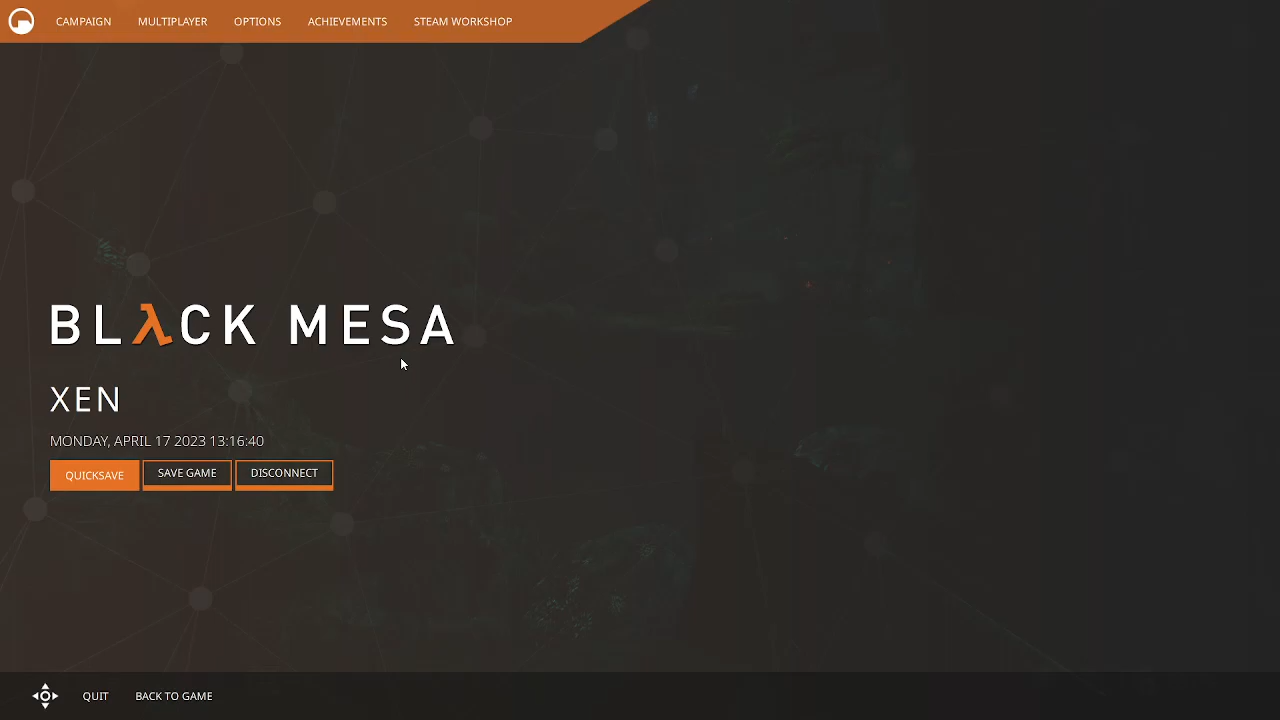 CAMPAIGN MULTIPLAYER OPTIONS ACHIEVEMENTS STEAM WORKSHOP
BLλCK MESA
XEN
MONDAY, APRIL 17 2023 13:16:40
QUICKSAVE SAVE GAME DISCONNECT
QUIT BACK TO GAME